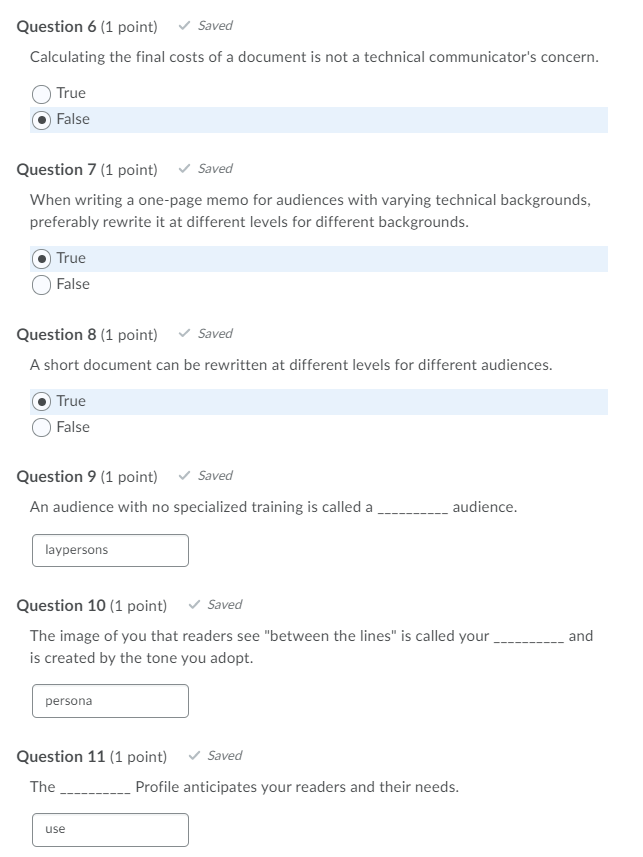 Question 6 (1 point) ✓ Saved
Calculating the final costs of a document is not a technical communicator's concern.
True
False
Question 7 (1 point) ✓ Saved
When writing a one-page memo for audiences with varying technical backgrounds,
preferably rewrite it at different levels for different backgrounds.
True
False
Question 8 (1 point) ✓ Saved
A short document can be rewritten at different levels for different audiences.
True
False
Question 9 (1 point) ✓ Saved
An audience with no specialized training is called a __________ audience.
laypersons
Question 10 (1 point) ✓ Saved
The image of you that readers see "between the lines" is called your __________ and
is created by the tone you adopt.
persona
Question 11 (1 point) ✓ Saved
The __________ Profile anticipates your readers and their needs.
use